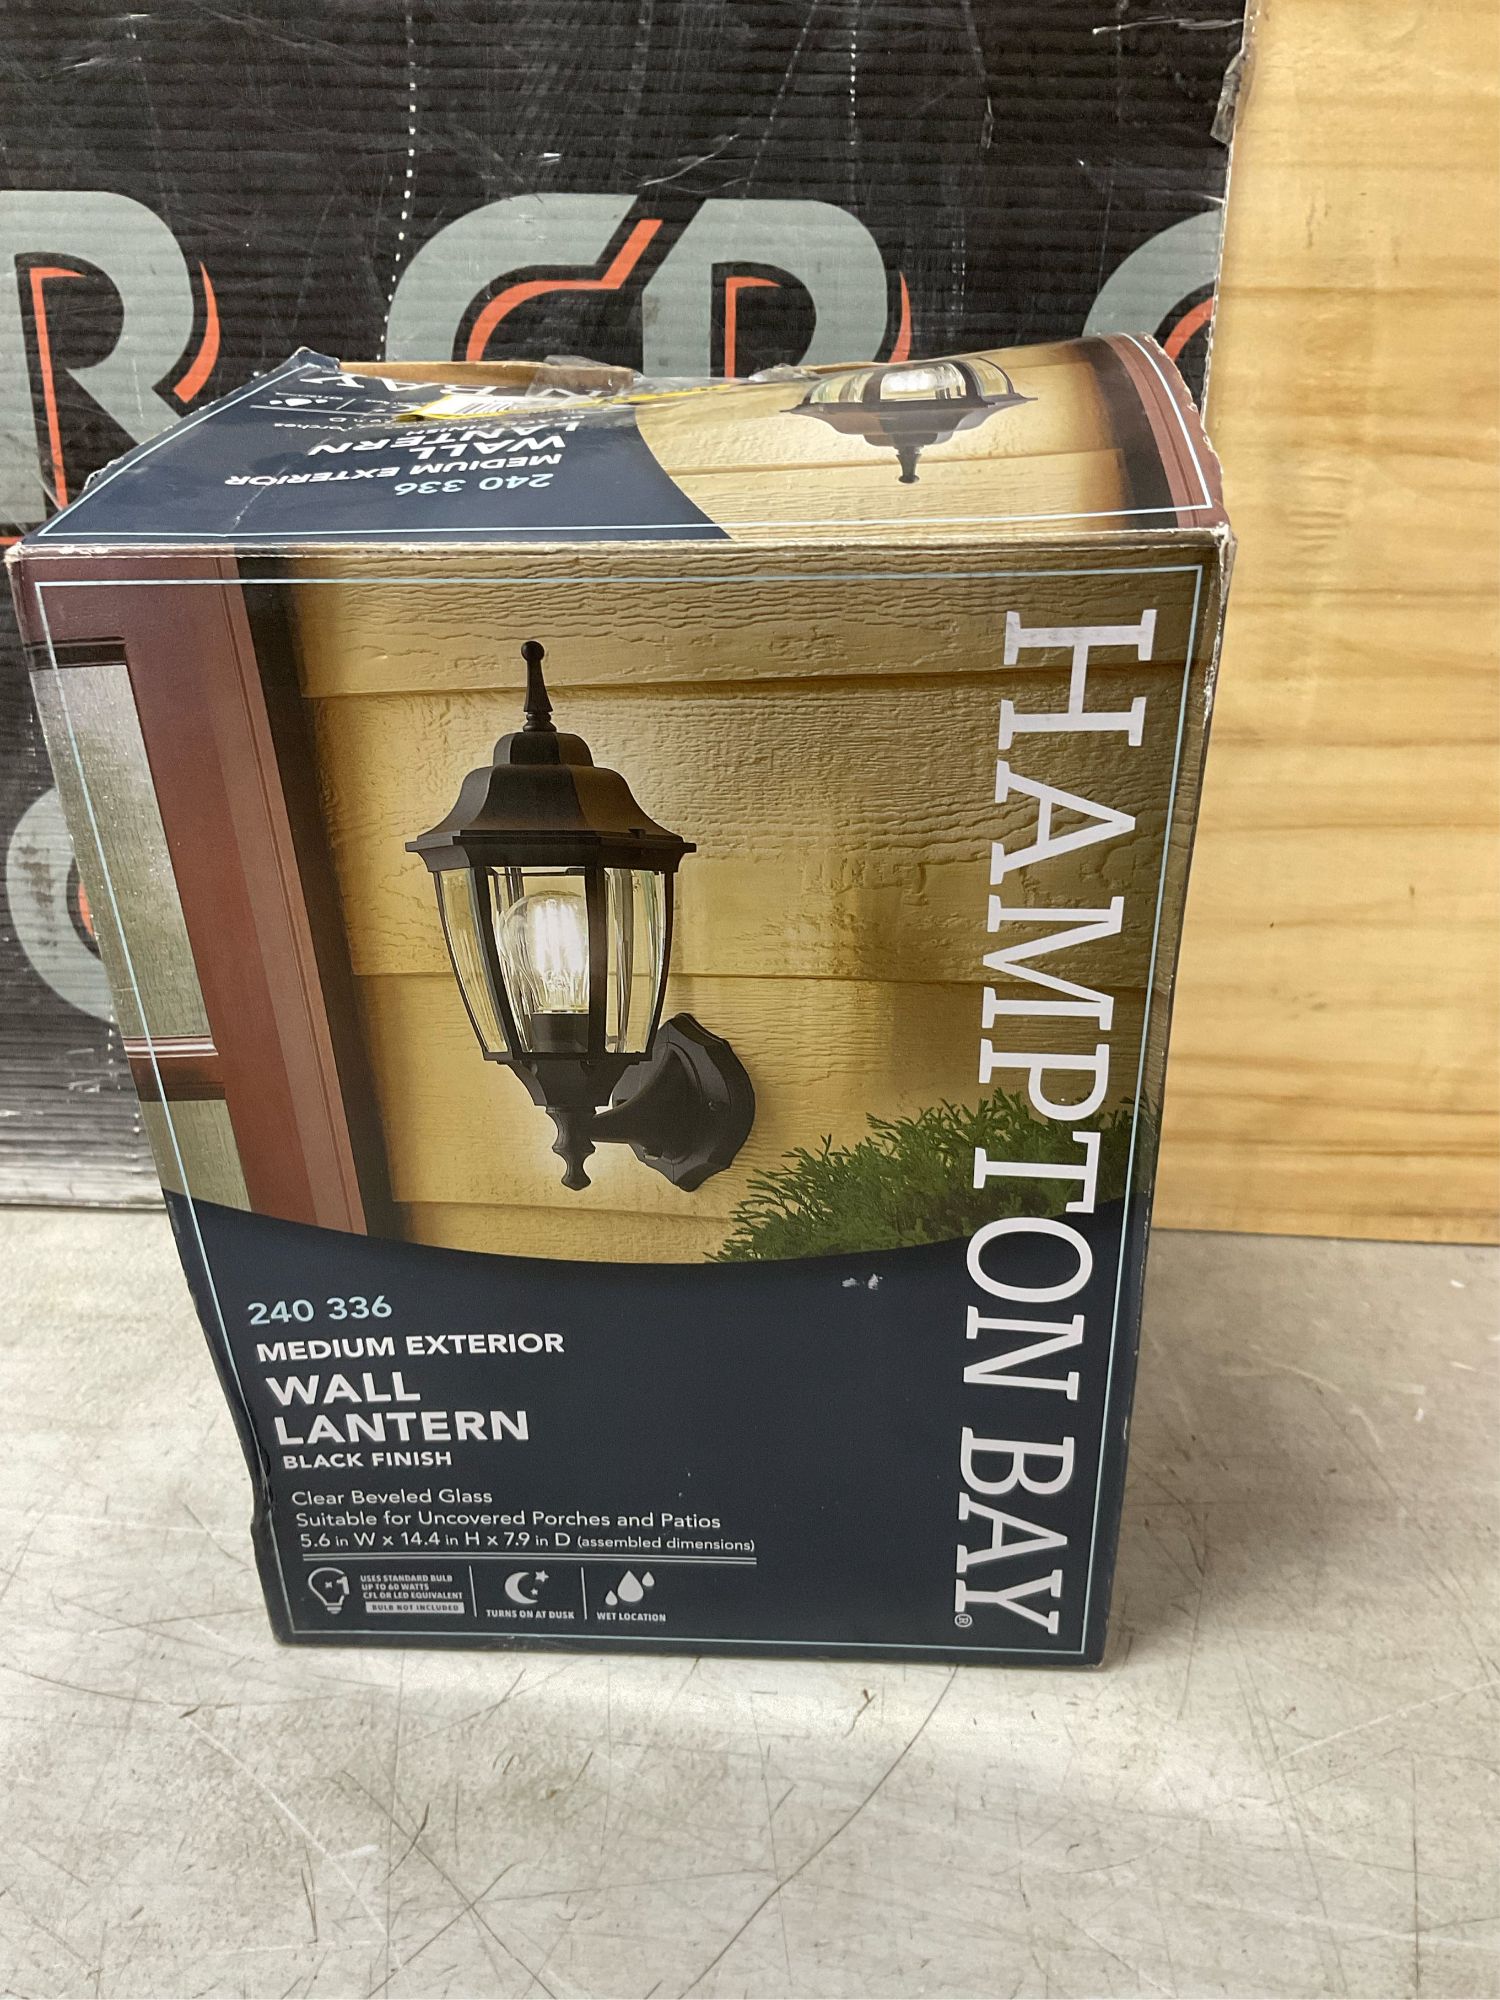 CR
240 336
MEDIUM EXTERIOR
WALL
LANTERN
HAMPTON BAY®
240 336
MEDIUM EXTERIOR
WALL
LANTERN
BLACK FINISH
Clear Beveled Glass
Suitable for Uncovered Porches and Patios
5.6 in W x 14.4 in H x 7.9 in D (assembled dimensions)
x1
USES STANDARD BULB
UP TO 60 WATTS
CFL OR LED EQUIVALENT
BULB NOT INCLUDED
TURNS ON AT DUSK
WET LOCATION